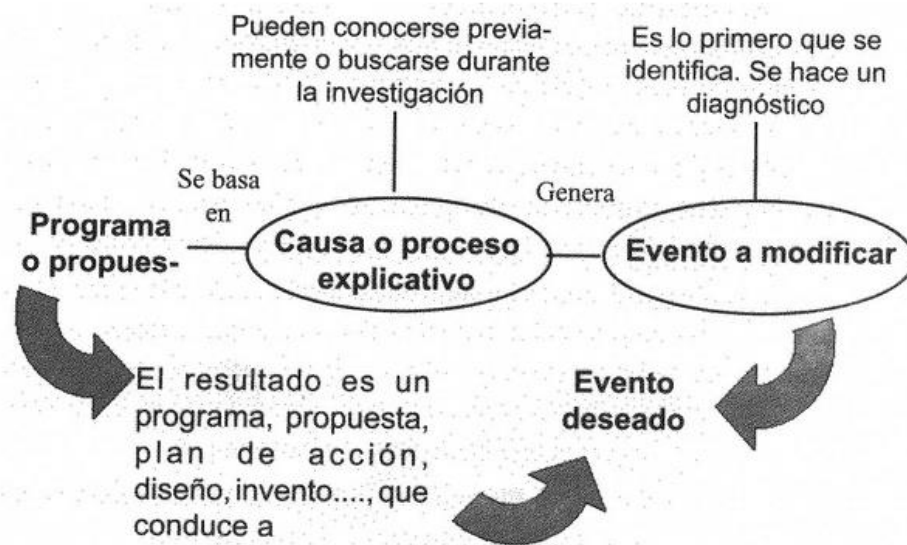 Pueden conocerse previa-
mente o buscarse durante
la investigación
Es lo primero que se
identifica. Se hace un
diagnóstico
Se basa
en
Genera
Programa
o propues-
Causa o proceso
explicativo
Evento a modificar
El resultado es un
programa, propuesta,
plan de acción,
diseño, invento...., que
conduce a
Evento
deseado